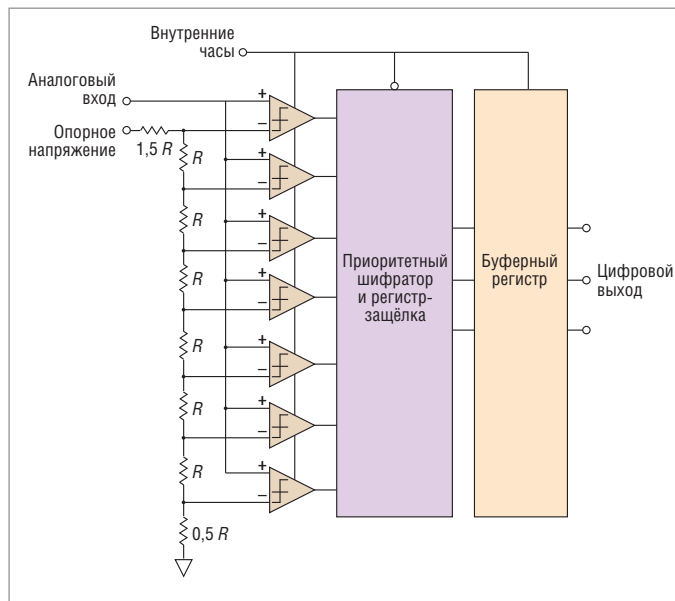 Внутренние
часы
Аналоговый
вход
Опорное
напряжение
1,5 R
+
–
R
+
–
R
+
–
R
+
–
R
+
–
R
+
–
R
+
–
0,5 R
Приоритетный
шифратор
и регистр-
защёлка
Буферный
регистр
Цифровой
выход